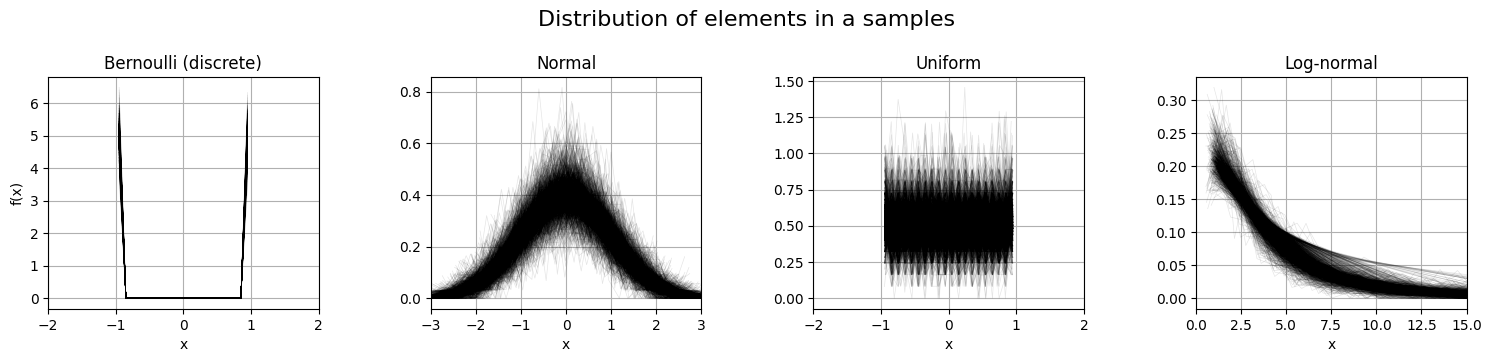 Distribution of elements in a samples
Bernoulli (discrete)
f(x)
6
5
4
3
2
1
0
−2 −1 0 1 2
x
Normal
0.8
0.6
0.4
0.2
0.0
−3 −2 −1 0 1 2 3
x
Uniform
1.50
1.25
1.00
0.75
0.50
0.25
0.00
−2 −1 0 1 2
x
Log-normal
0.30
0.25
0.20
0.15
0.10
0.05
0.00
0.0 2.5 5.0 7.5 10.0 12.5 15.0
x